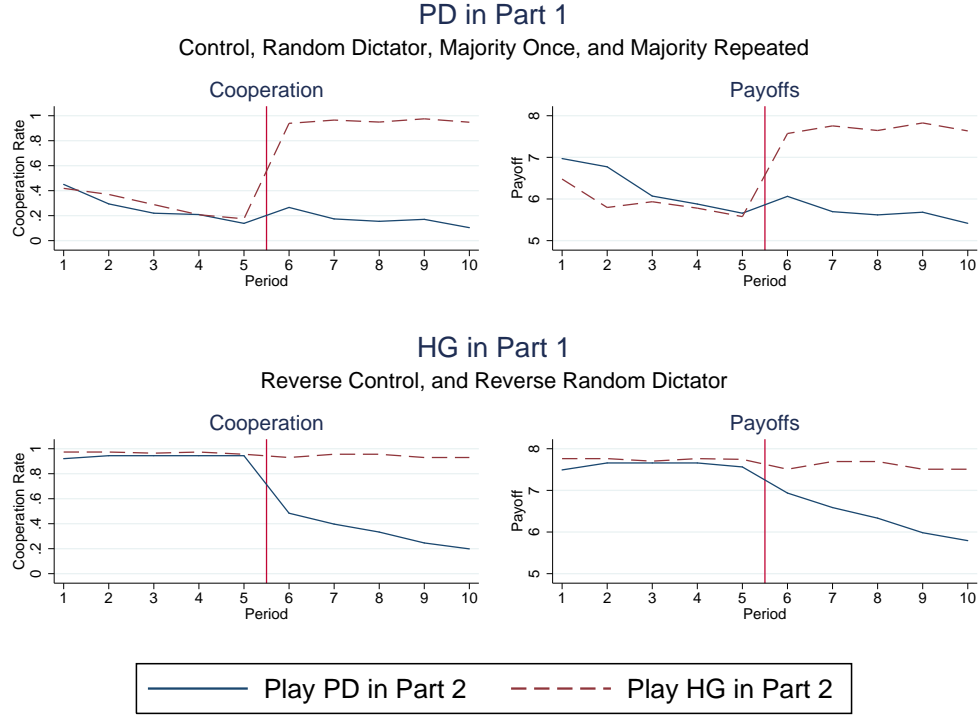 PD in Part 1
Control, Random Dictator, Majority Once, and Majority Repeated
Cooperation
Cooperation Rate
1
.8
.6
.4
.2
0
1 2 3 4 5 6 7 8 9 10
Period
Payoffs
Payoff
8
7
6
5
1 2 3 4 5 6 7 8 9 10
Period
HG in Part 1
Reverse Control, and Reverse Random Dictator
Cooperation
Cooperation Rate
1
.8
.6
.4
.2
0
1 2 3 4 5 6 7 8 9 10
Period
Payoffs
Payoff
8
7
6
5
1 2 3 4 5 6 7 8 9 10
Period
Play PD in Part 2 Play HG in Part 2